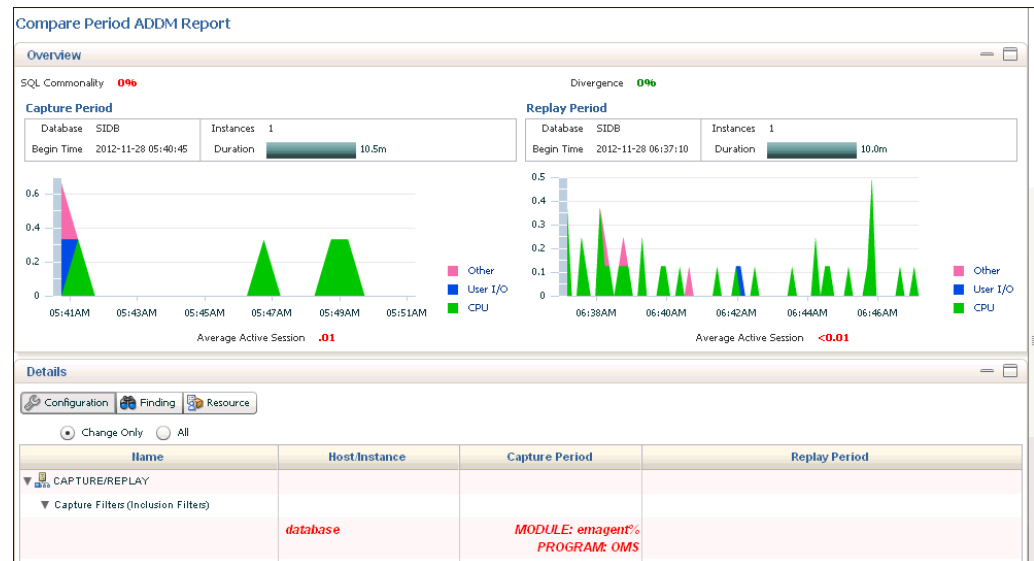 Compare Period ADDM Report
Overview
SQL Commonality 0%
Divergence 0%
Capture Period
Database SIDB Instances 1
Begin Time 2012-11-28 05:40:45 Duration 10.5m
0.6
0.4
0.2
0
05:41AM 05:43AM 05:45AM 05:47AM 05:49AM 05:51AM
Other
User I/O
CPU
Average Active Session .01
Replay Period
Database SIDB Instances 1
Begin Time 2012-11-28 06:37:10 Duration 10.0m
0.5
0.4
0.3
0.2
0.1
0
06:38AM 06:40AM 06:42AM 06:44AM 06:46AM
Other
User I/O
CPU
Average Active Session <0.01
Details
Configuration Finding Resource
Change Only All
Name Host/Instance Capture Period Replay Period
CAPTURE/REPLAY
Capture Filters (Inclusion Filters)
database MODULE: emagent%
PROGRAM: OMS